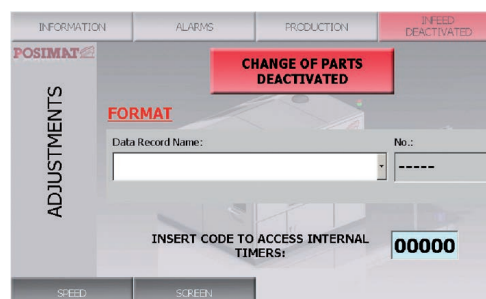 INFORMATION
ALARMS
PRODUCTION
INFEED
DEACTIVATED
POSIMAT
CHANGE OF PARTS
DEACTIVATED
ADJUSTMENTS
FORMAT
Data Record Name:
No.:
-----
INSERT CODE TO ACCESS INTERNAL
TIMERS:
00000
SPEED
SCREEN